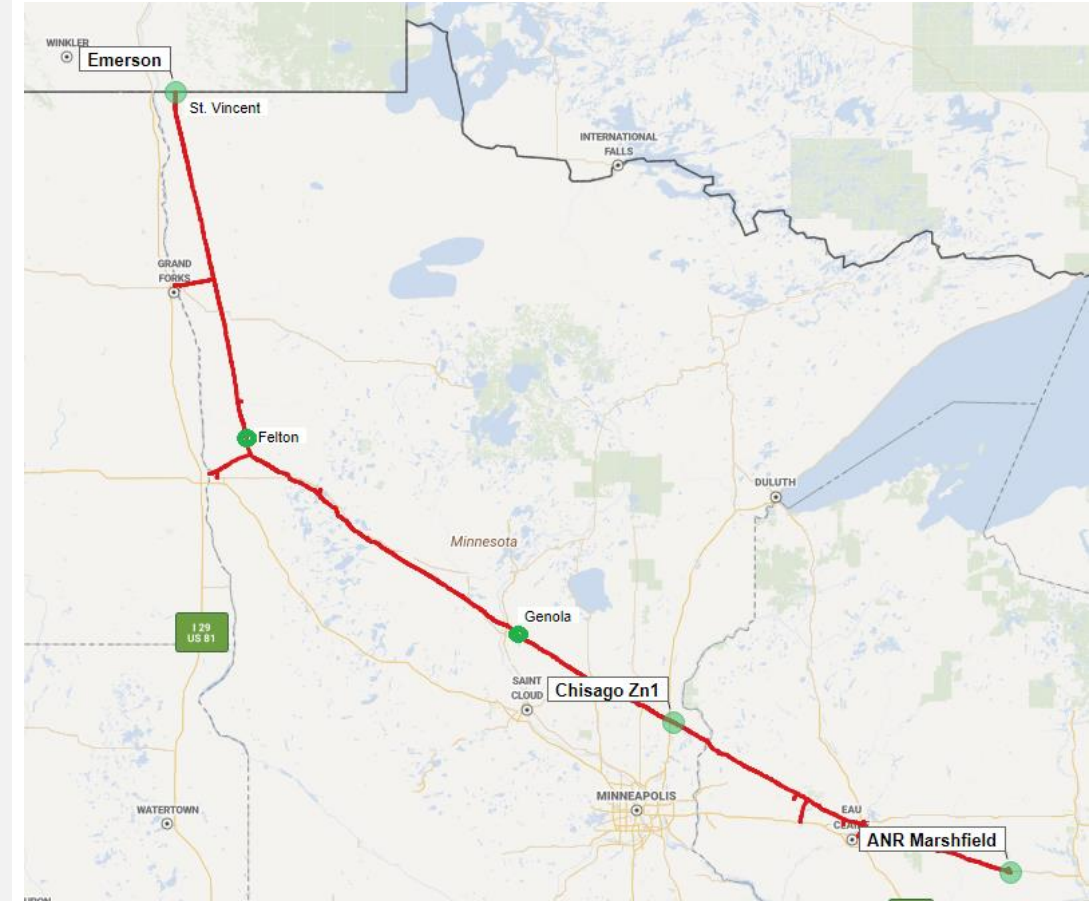 WINKLER
Emerson
St. Vincent
INTERNATIONAL
FALLS
GRAND
FORKS
Felton
DULUTH
Minnesota
Genola
I 29
US 81
SAINT
CLOUD
Chisago Zn1
MINNEAPOLIS
WATERTOWN
EAU
ANR Marshfield